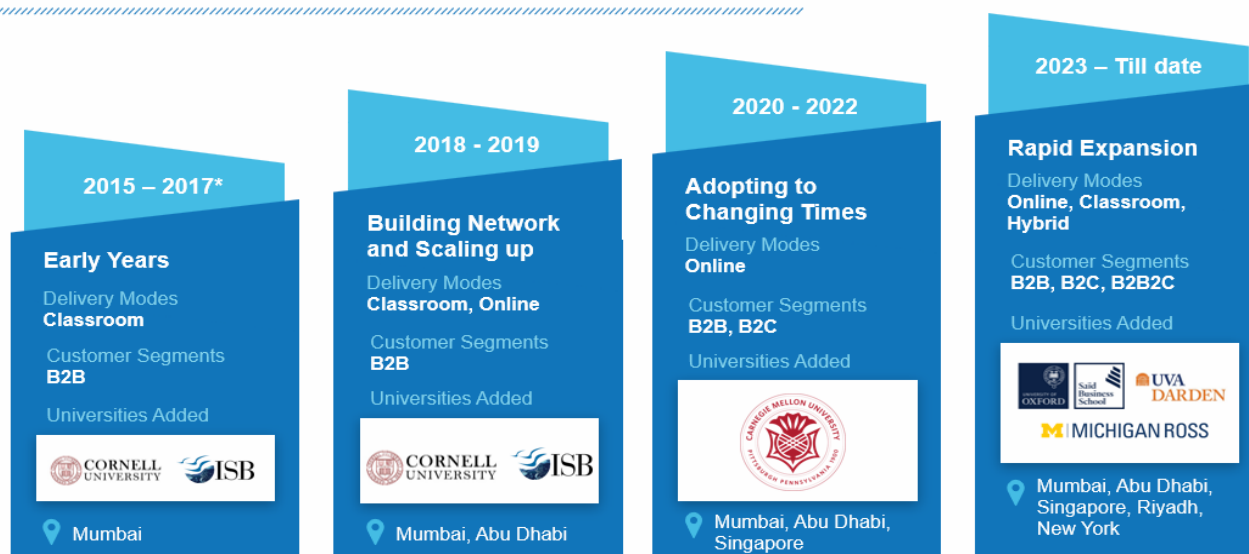 2015 – 2017*
Early Years
Delivery Modes
Classroom
Customer Segments
B2B
Universities Added
CORNELL
UNIVERSITY
ISB
Mumbai
2018 - 2019
Building Network
and Scaling up
Delivery Modes
Classroom, Online
Customer Segments
B2B
Universities Added
CORNELL
UNIVERSITY
ISB
Mumbai, Abu Dhabi
2020 - 2022
Adopting to
Changing Times
Delivery Modes
Online
Customer Segments
B2B, B2C
Universities Added
CARNEGIE MELLON UNIVERSITY
PITTSBURGH PENNSYLVANIA 1900
Mumbai, Abu Dhabi,
Singapore
2023 – Till date
Rapid Expansion
Delivery Modes
Online, Classroom,
Hybrid
Customer Segments
B2B, B2C, B2B2C
Universities Added
UNIVERSITY OF
OXFORD
Saïd
Business
School
UVA
DARDEN
M MICHIGAN ROSS
Mumbai, Abu Dhabi,
Singapore, Riyadh,
New York